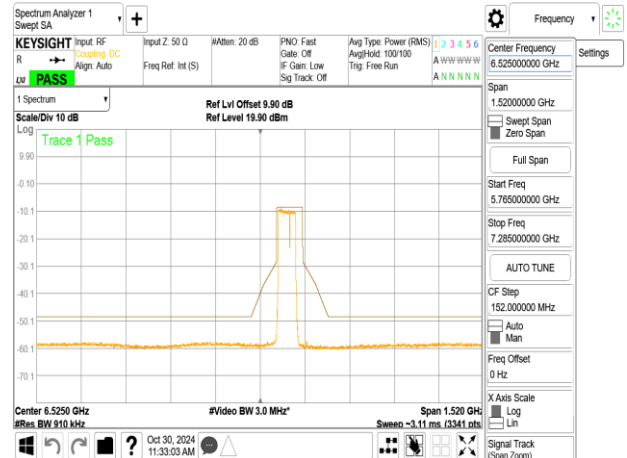 Spectrum Analyzer 1
Swept SA
Frequency
KEYSIGHT
R
LXI PASS
Input: RF
Coupling: DC
Align: Auto
Input Z: 50 Ω
Freq Ref: Int (S)
#Atten: 20 dB
PNO: Fast
Gate: Off
IF Gain: Low
Sig Track: Off
Avg Type: Power (RMS)
Avg|Hold: 100/100
Trig: Free Run
1 2 3 4 5 6
A W W W W W
A N N N N N
Settings
1 Spectrum
Scale/Div 10 dB
Ref Lvl Offset 9.90 dB
Ref Level 19.90 dBm
Log
Trace 1 Pass
9.90
-0.10
-10.1
-20.1
-30.1
-40.1
-50.1
-60.1
-70.1
Center 6.5250 GHz
#Res BW 910 kHz
#Video BW 3.0 MHz*
Span 1.520 GHz
Sweep ~3.11 ms (3341 pts
Oct 30, 2024
11:33:03 AM
Center Frequency
6.525000000 GHz
Span
1.52000000 GHz
Swept Span
Zero Span
Full Span
Start Freq
5.765000000 GHz
Stop Freq
7.285000000 GHz
AUTO TUNE
CF Step
152.000000 MHz
Auto
Man
Freq Offset
0 Hz
X Axis Scale
Log
Lin
Signal Track
(Span Zoom)